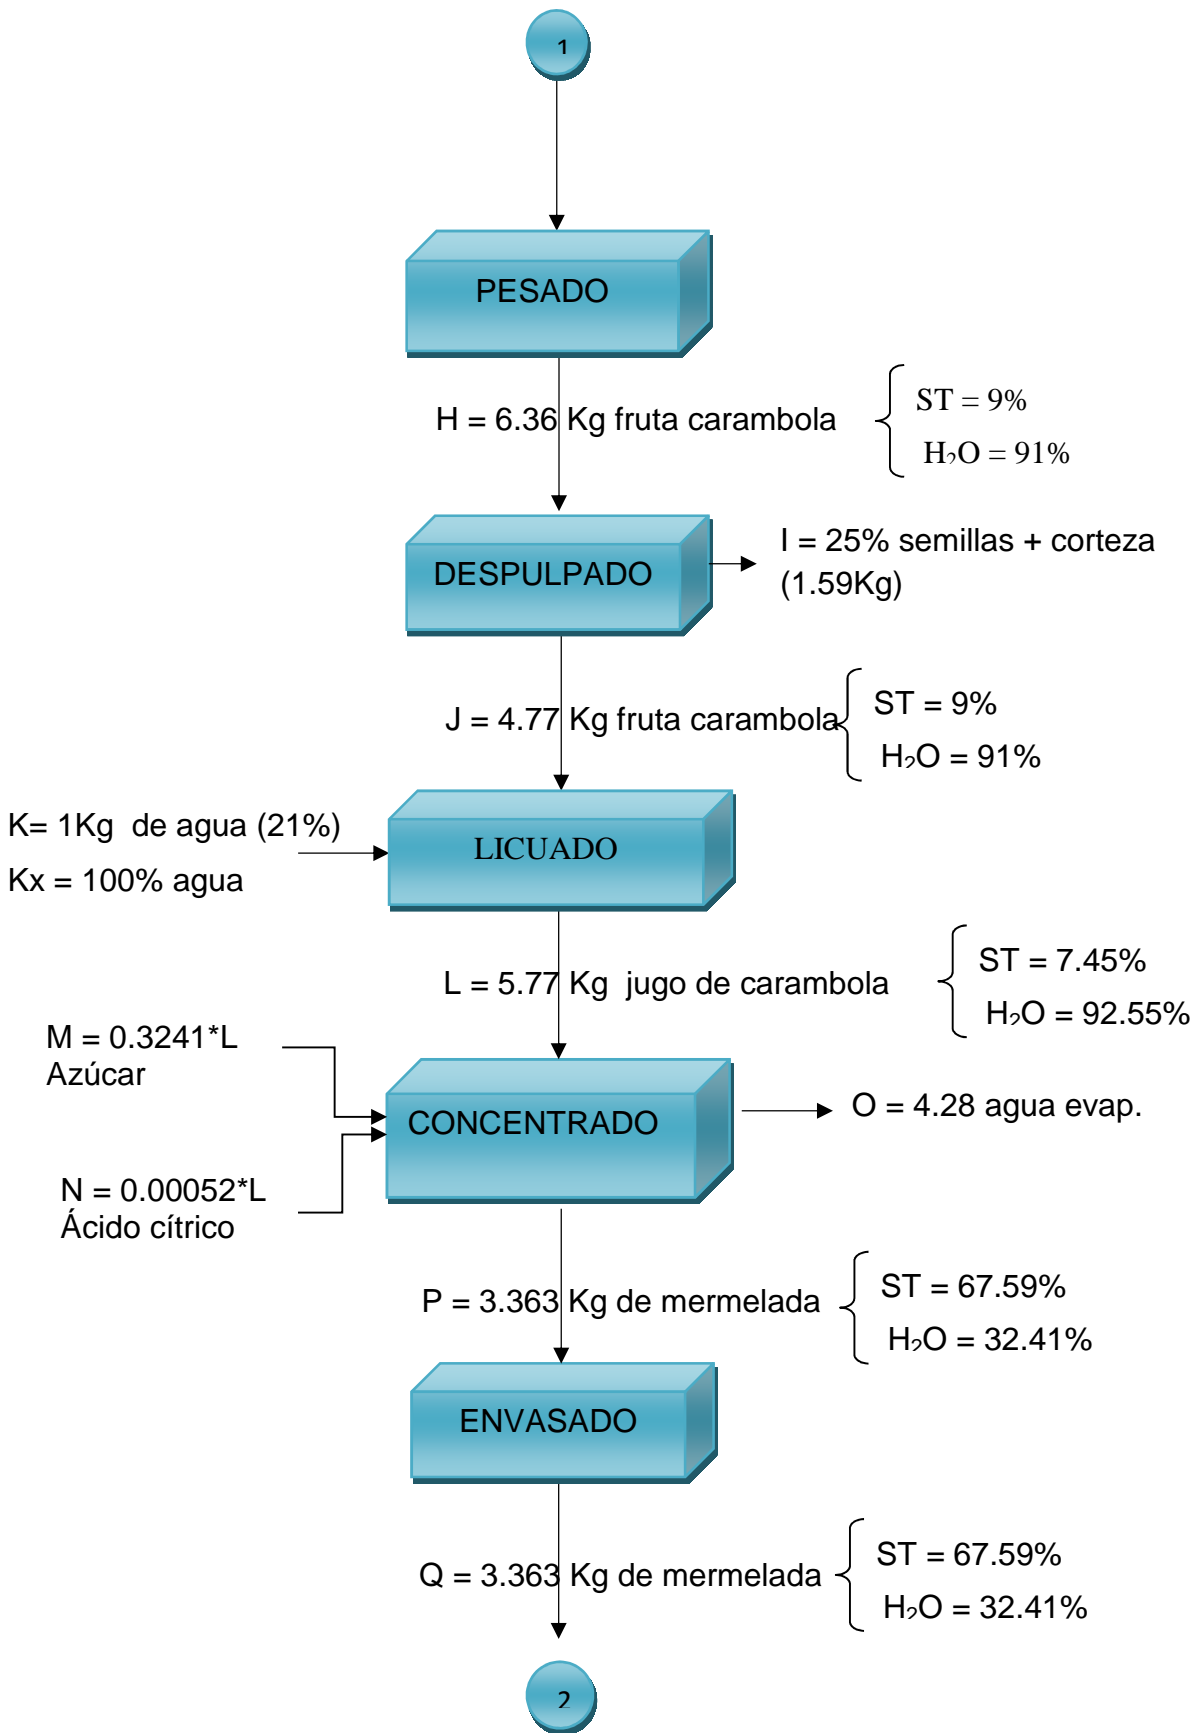 1
PESADO
H = 6.36 Kg fruta carambola
ST = 9%
H₂O = 91%
DESPULPADO
I = 25% semillas + corteza
(1.59Kg)
J = 4.77 Kg fruta carambola
ST = 9%
H₂O = 91%
K= 1Kg de agua (21%)
Kx = 100% agua
LICUADO
L = 5.77 Kg jugo de carambola
ST = 7.45%
H₂O = 92.55%
M = 0.3241*L
Azúcar
CONCENTRADO
O = 4.28 agua evap.
N = 0.00052*L
Ácido cítrico
P = 3.363 Kg de mermelada
ST = 67.59%
H₂O = 32.41%
ENVASADO
Q = 3.363 Kg de mermelada
ST = 67.59%
H₂O = 32.41%
2